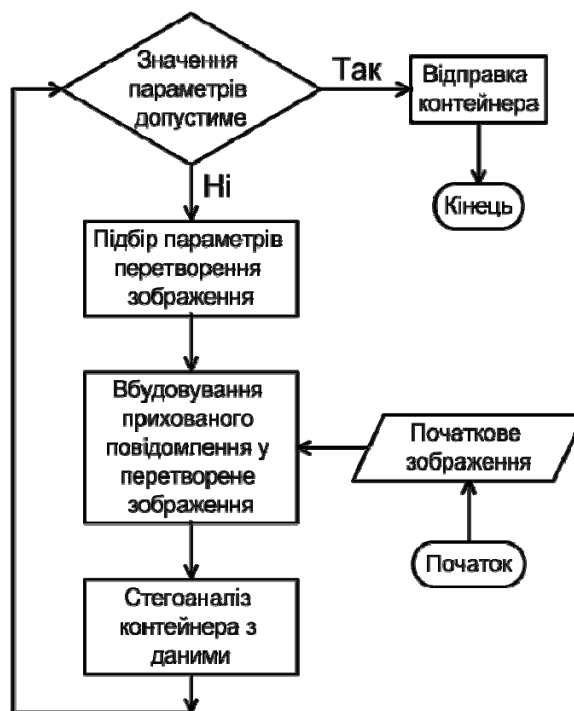 Значення
параметрів
допустиме
Так
Відправка
контейнера
Кінець
Ні
Підбір параметрів
перетворення
зображення
Вбудовування
прихованого
повідомлення у
перетворене
зображення
Початкове
зображення
Початок
Стегоаналіз
контейнера з
даними